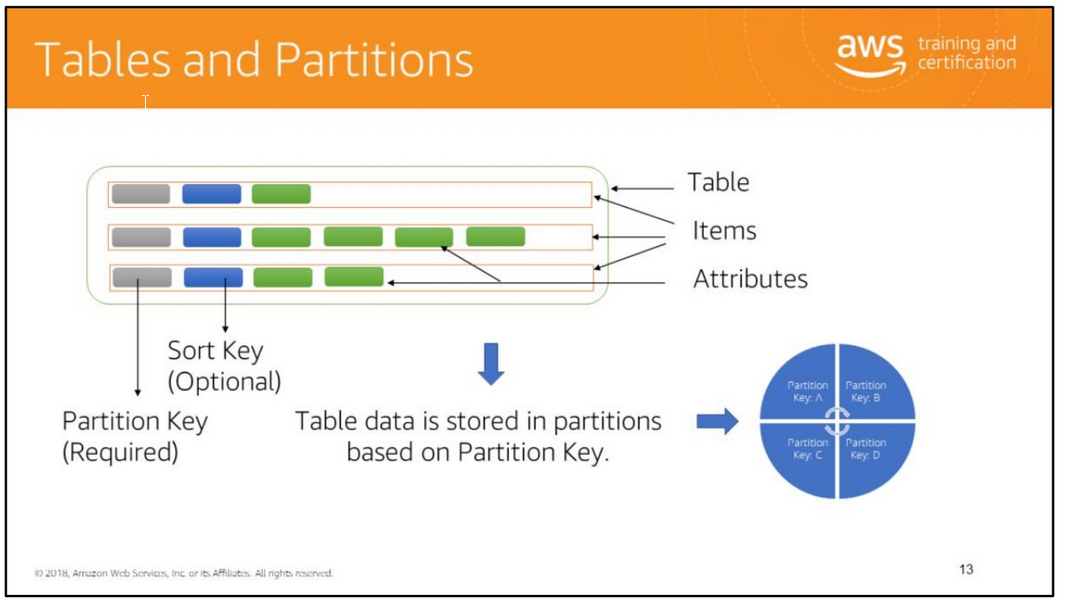 Tables and Partitions
aws training and
certification
Table
Items
Attributes
Sort Key
(Optional)
Partition Key
(Required)
Table data is stored in partitions
based on Partition Key.
Partition
Key: A
Partition
Key: B
Partition
Key: C
Partition
Key: D
© 2018, Amazon Web Services, Inc. or its Affiliates. All rights reserved.
13